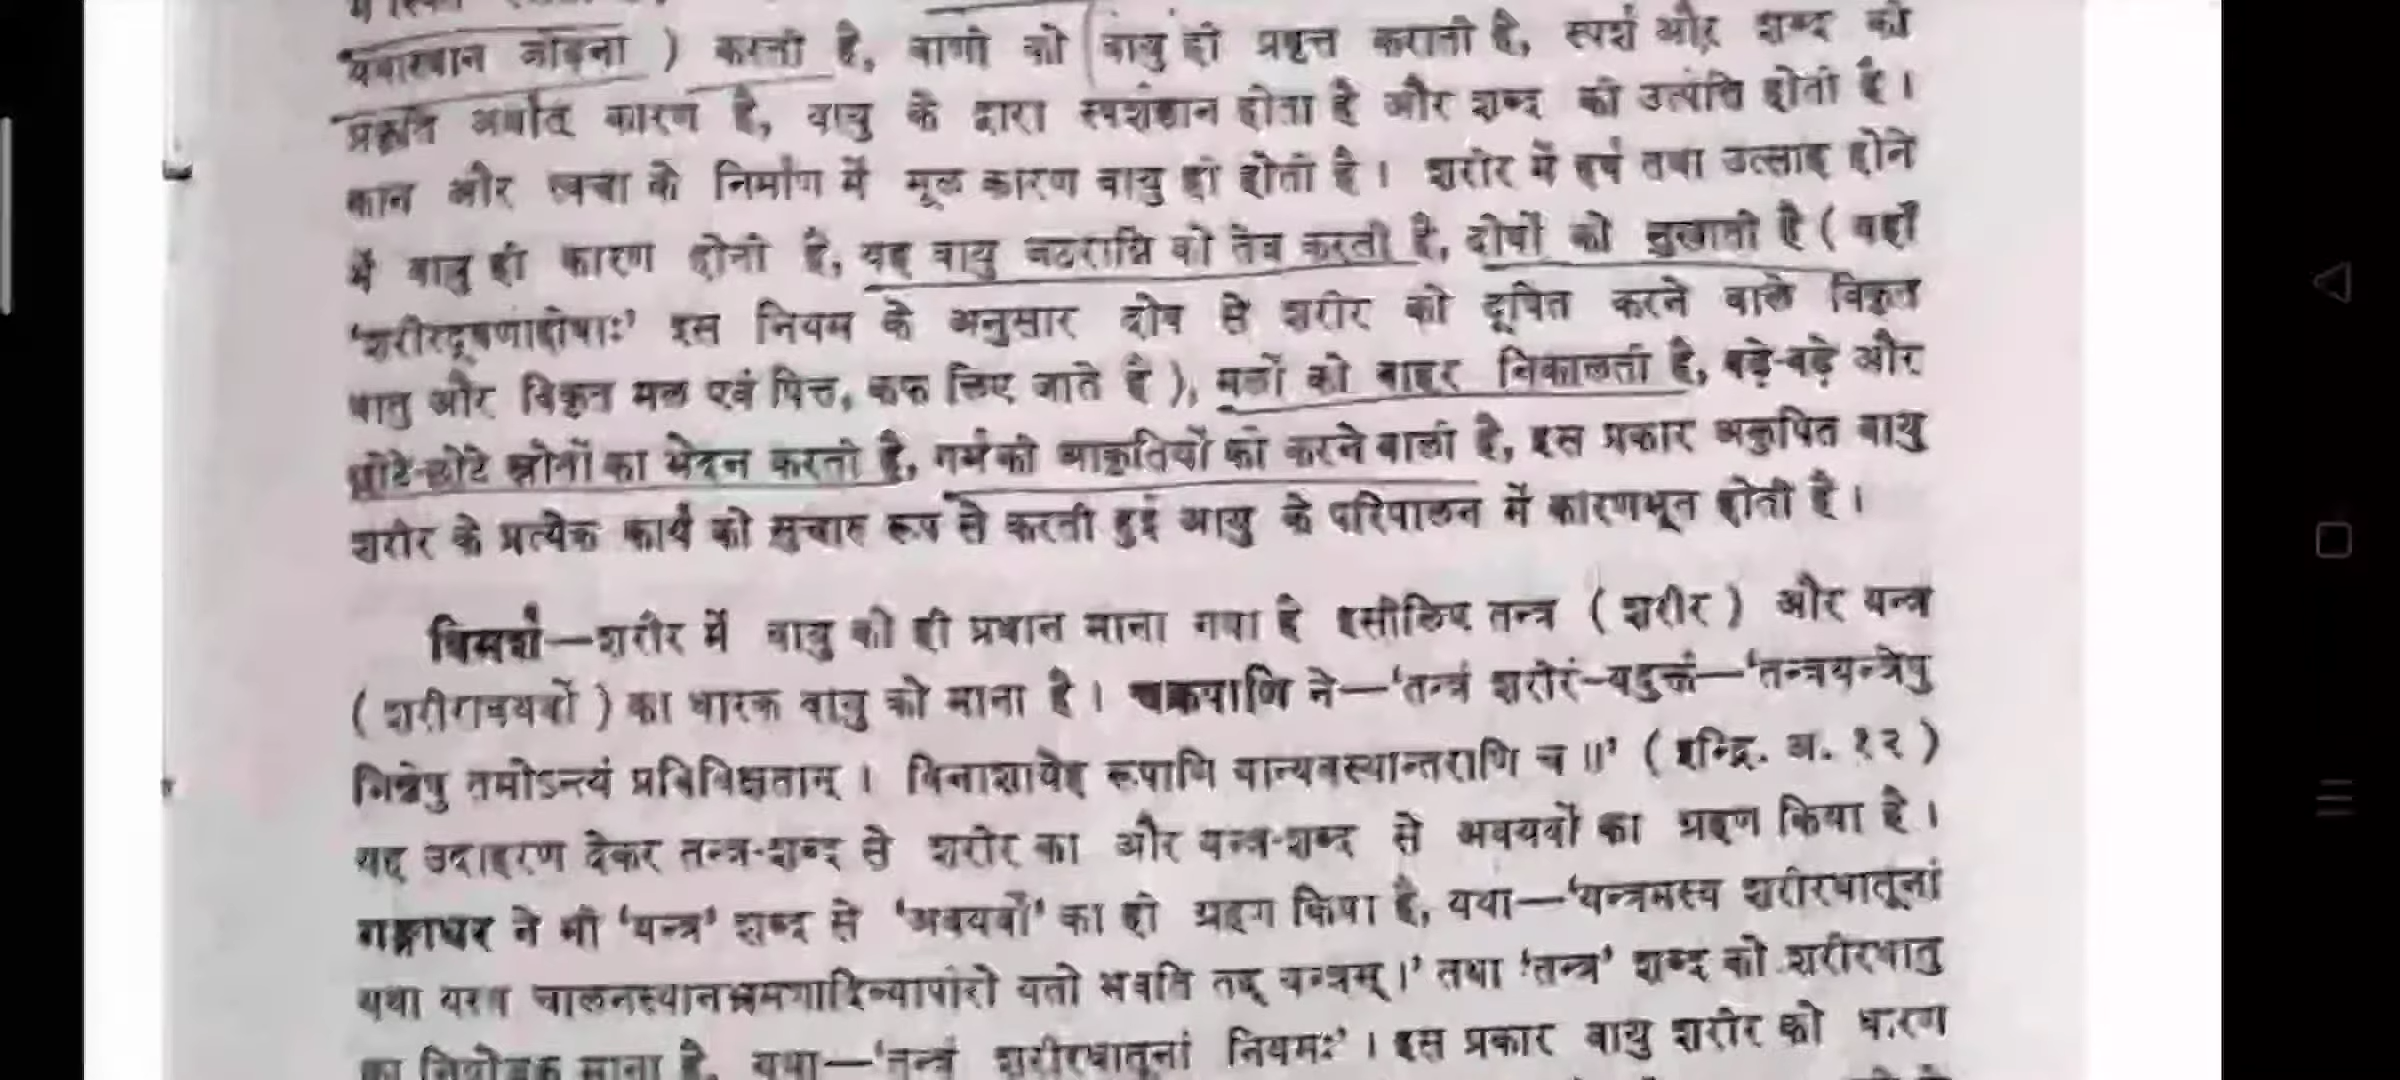 यथास्थान जोड़ना ) करती है, वाणी को वायु ही प्रवृत्त कराती है, स्पर्श और शब्द को
प्रकृति अर्थात् कारण है, वायु के द्वारा स्पर्शज्ञान होता है और शब्द की उत्पत्ति होती है।
कान और त्वचा के निर्माण में मूल कारण वायु ही होती है। शरीर में हर्ष तथा उत्साह होने
में वायु ही कारण होती है, यह वायु जठराग्नि को तेज करती है, दोषों को सुखाती है ( यहाँ
'शरीरदूषणाद्दोषाः' इस नियम के अनुसार दोष से शरीर को दूषित करने वाले विकृत
धातु और विकृत मल एवं पित्त, कफ लिए जाते है ), मलों को बाहर निकालती है, बड़े-बड़े और
छोटे-छोटे स्रोतों का भेदन करती है, गर्भ की आकृतियों को करने वाली है, इस प्रकार अकुपित वायु
शरीर के प्रत्येक कार्य को सुचारु रूप से करती हुई आयु के परिपालन में कारणभूत होती है।
विमर्श—शरीर में वायु को ही प्रधान माना गया है इसीलिए तन्त्र ( शरीर ) और यन्त्र
( शरीरावयवों ) का धारक वायु को माना है। चक्रपाणि ने—'तन्त्रं शरीरं-यदुक्तं—'तन्त्रयन्त्रेषु
भिन्नेषु तमोऽन्त्यं प्रविविक्षताम्। विनाशायेह रूपाणि यान्यवस्थान्तराणि च॥' ( इन्द्रि. अ. १२ )
यह उदाहरण देकर तन्त्र-शब्द से शरीर का और यन्त्र-शब्द से अवयवों का ग्रहण किया है।
गङ्गाधर ने भी 'यन्त्र' शब्द से 'अवयवों' का ही ग्रहण किया है, यथा—'यन्त्रमस्य शरीरधातूनां
यथा यस्य चालनस्थानभ्रमणादिव्यापारो यतो भवति तद् यन्त्रम्।' तथा 'तन्त्र' शब्द को शरीरधातु
का नियोजक माना है, यथा—'तन्त्रं शरीरधातूनां नियमः'। इस प्रकार वायु शरीर को धारण